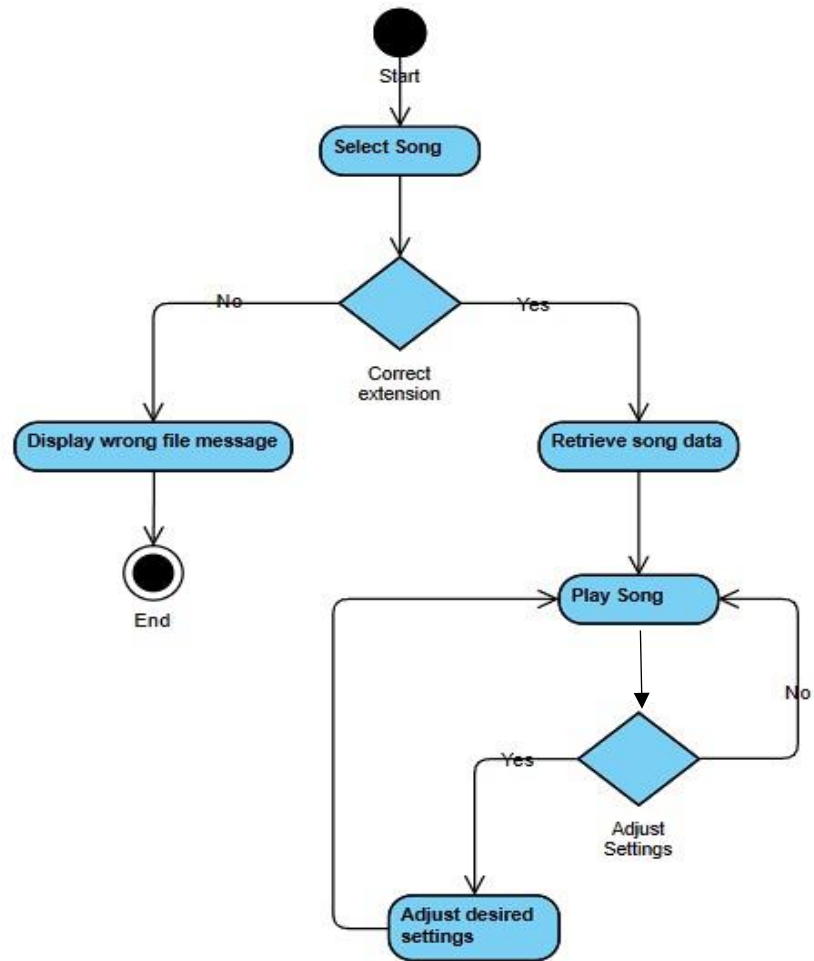 Start
Select Song
No
Yes
Correct
extension
Display wrong file message
Retrieve song data
End
Play Song
No
Yes
Adjust
Settings
Adjust desired
settings